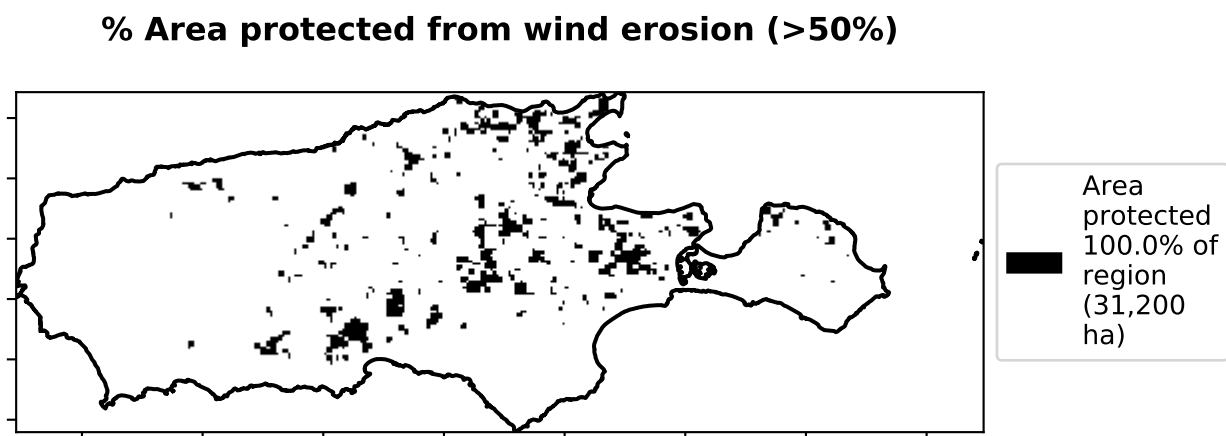 % Area protected from wind erosion (>50%)
Area
protected
100.0% of
region
(31,200
ha)